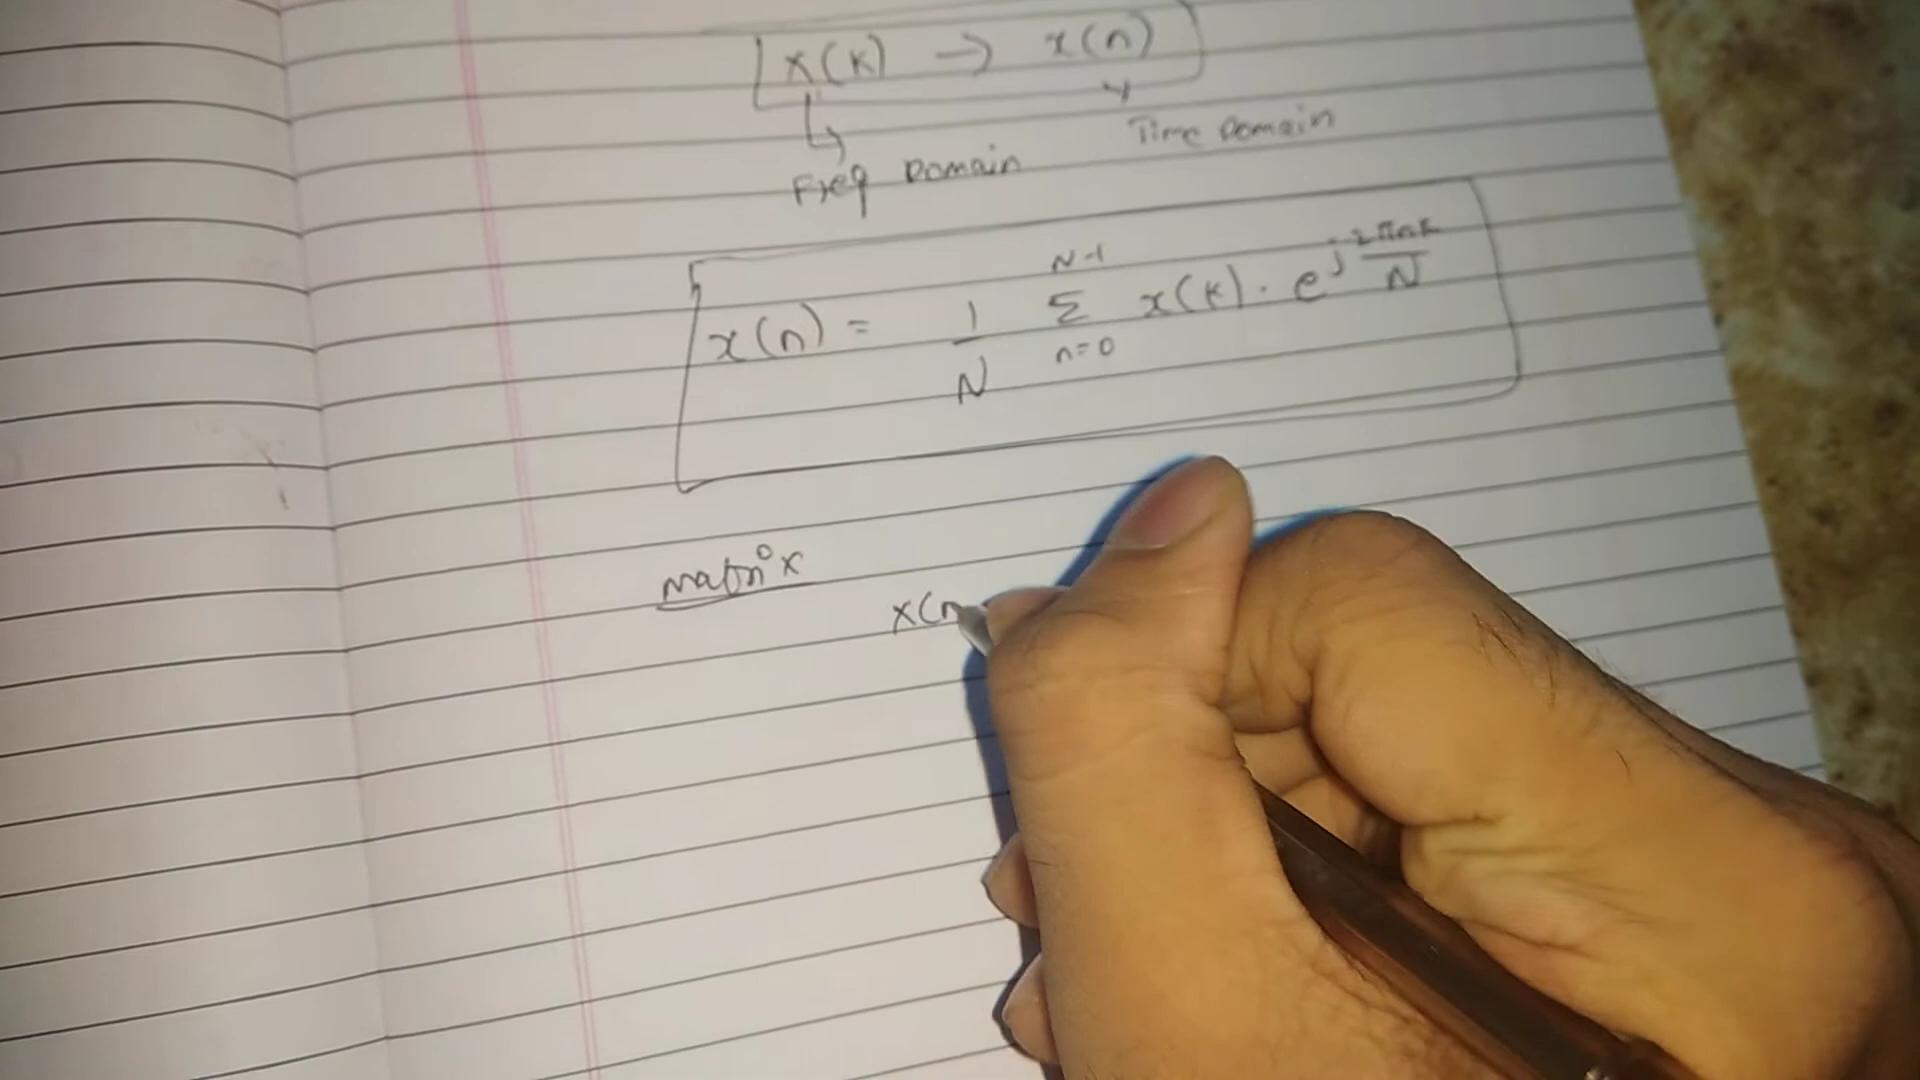 x(k) → x(n)
Freq Domain Time Domain
x(n) = 1/N N-1 Σ n=0 x(k) . e^j 2πnk/N
matrix
x(n